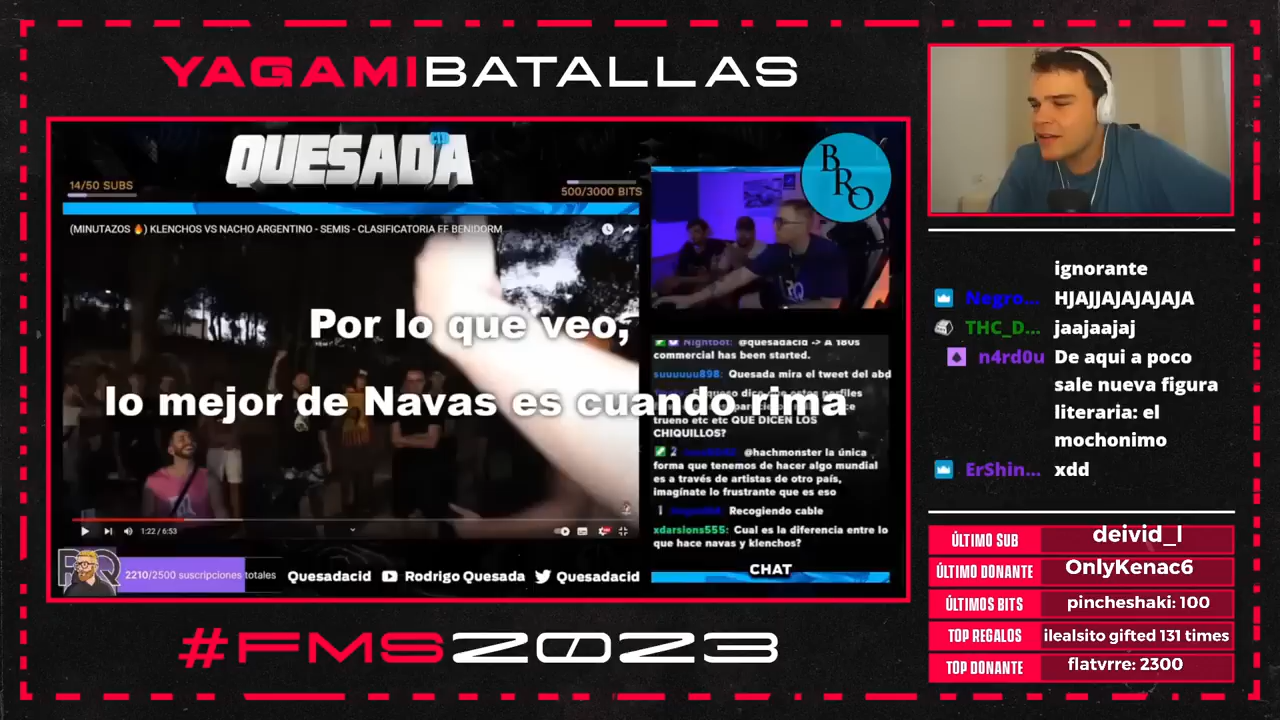 YAGAMIBATALLAS
QUESADA
14/50 SUBS
500/3000 BITS
BRO
(MINUTAZOS 🔥) KLENCHOS VS NACHO ARGENTINO - SEMIS - CLASIFICATORIA FF BENIDORM
Por lo que veo,
lo mejor de Navas es cuando rima
1:22 / 6:53
Nightbot: @quesadacid -> A 180s
commercial has been started.
suuuuuu898: Quesada mira el tweet del abd
perfiles
trueno etc etc QUE DICEN LOS
CHIQUILLOS?
@hachmonster la única
forma que tenemos de hacer algo mundial
es a través de artistas de otro país,
imagínate lo frustrante que es eso
Recogiendo cable
xdarsions555: Cual es la diferencia entre lo
que hace navas y klenchos?
CHAT
2210/2500 suscripciones totales
Quesadacid
Rodrigo Quesada
Quesadacid
#FMS2023
ignorante
Negro... HJAJJAJAJAJAJA
THC_D... jaajaajaj
n4rd0u De aqui a poco
sale nueva figura
literaria: el
mochonimo
ErShin... xdd
ÚLTIMO SUB deivid_l
ÚLTIMO DONANTE OnlyKenac6
ÚLTIMOS BITS pincheshaki: 100
TOP REGALOS ilealsito gifted 131 times
TOP DONANTE flatvrre: 2300